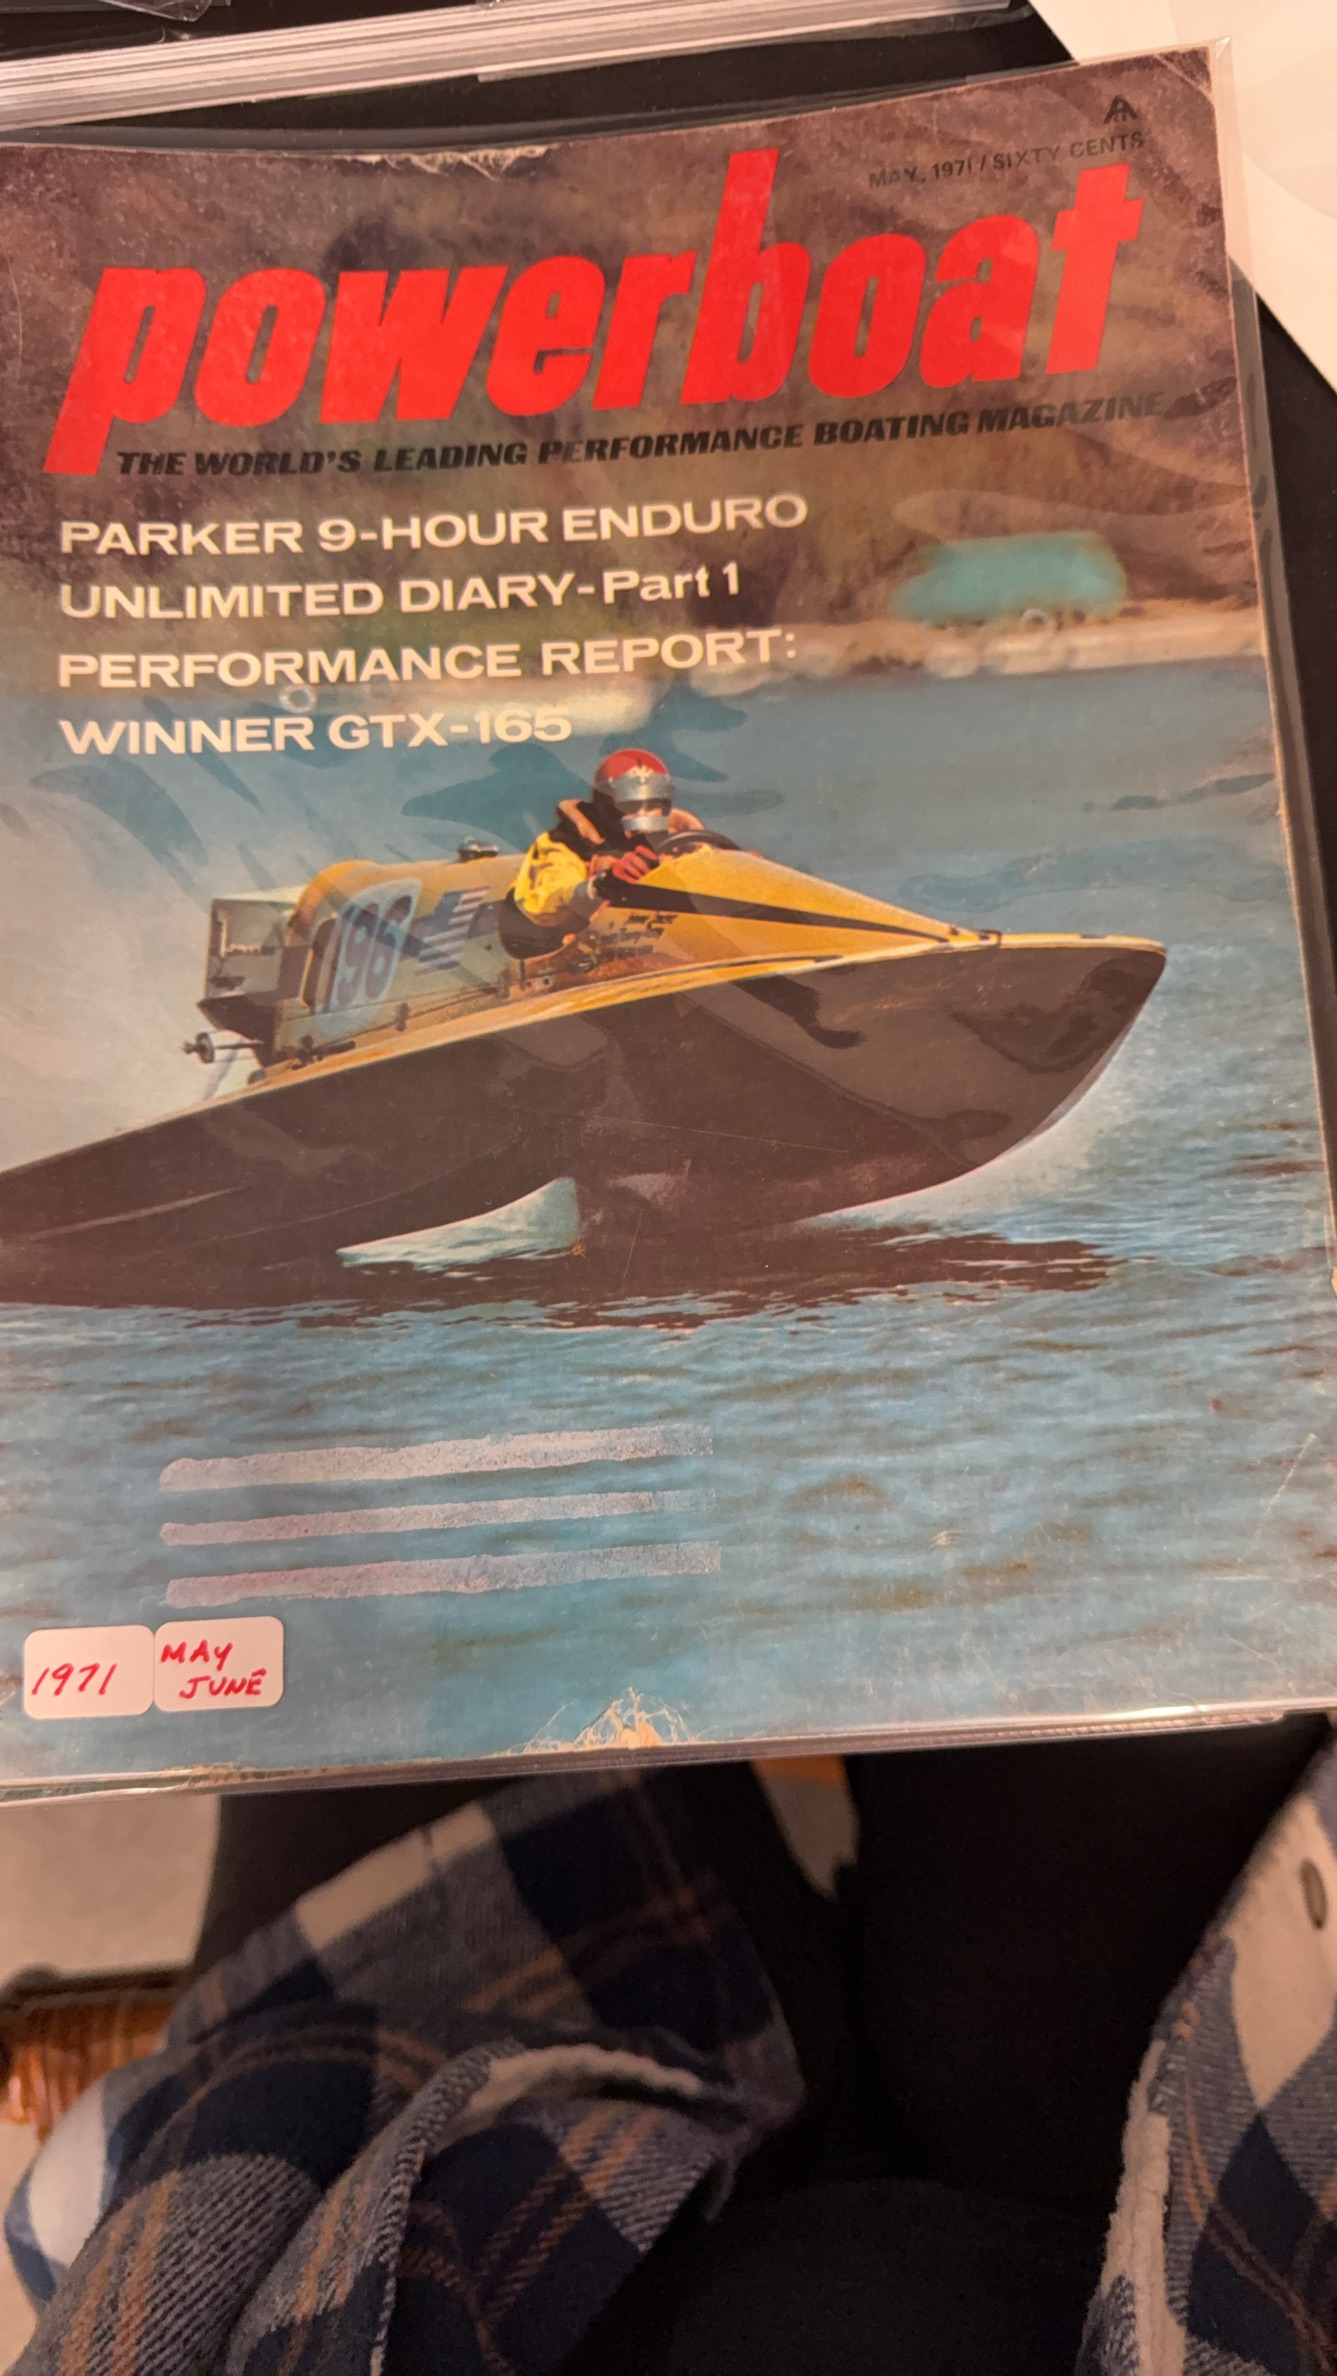 MAY, 1971 / SIXTY CENTS
powerboat
THE WORLD'S LEADING PERFORMANCE BOATING MAGAZINE
PARKER 9-HOUR ENDURO
UNLIMITED DIARY-Part 1
PERFORMANCE REPORT:
WINNER GTX-165
196
1971
MAY
JUNE